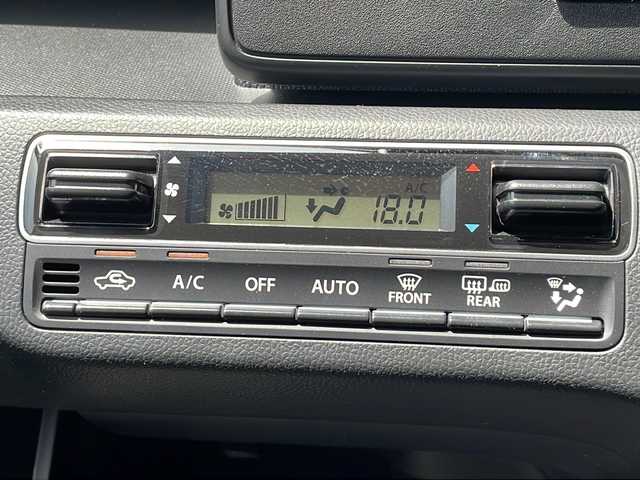 A/C
18.0
A/C OFF AUTO FRONT REAR